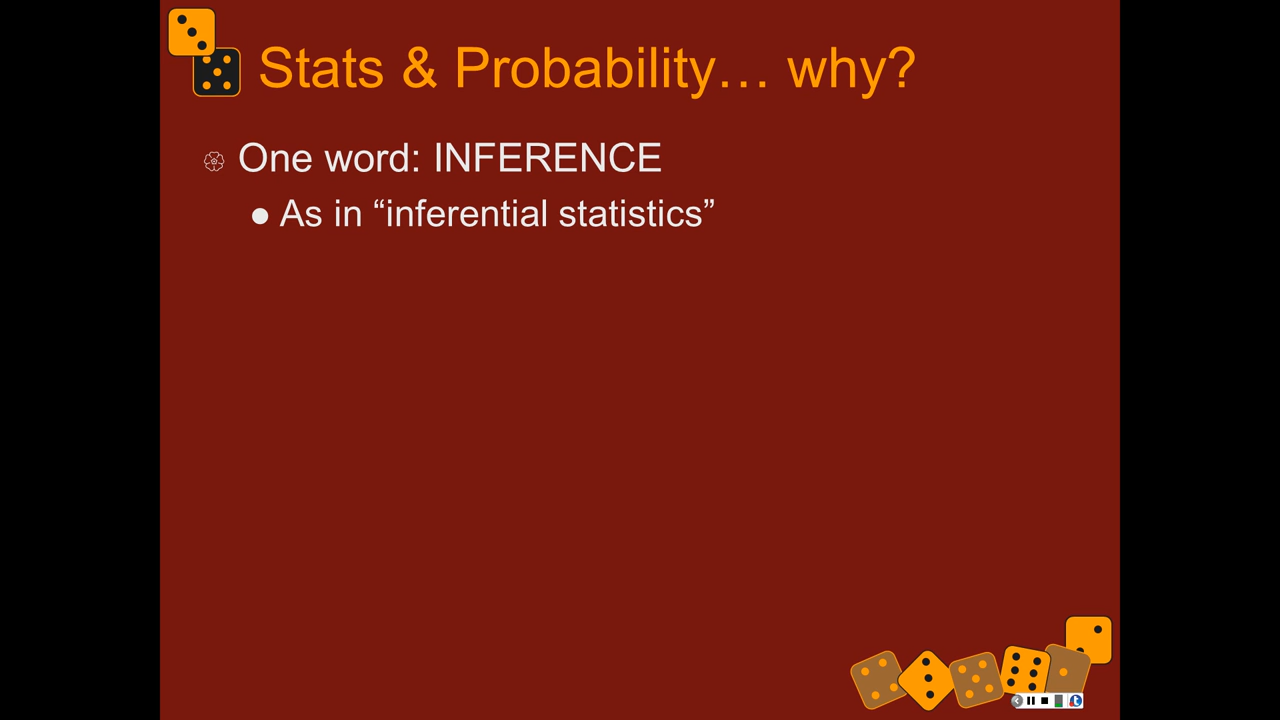 Stats & Probability… why?
One word: INFERENCE
As in “inferential statistics”